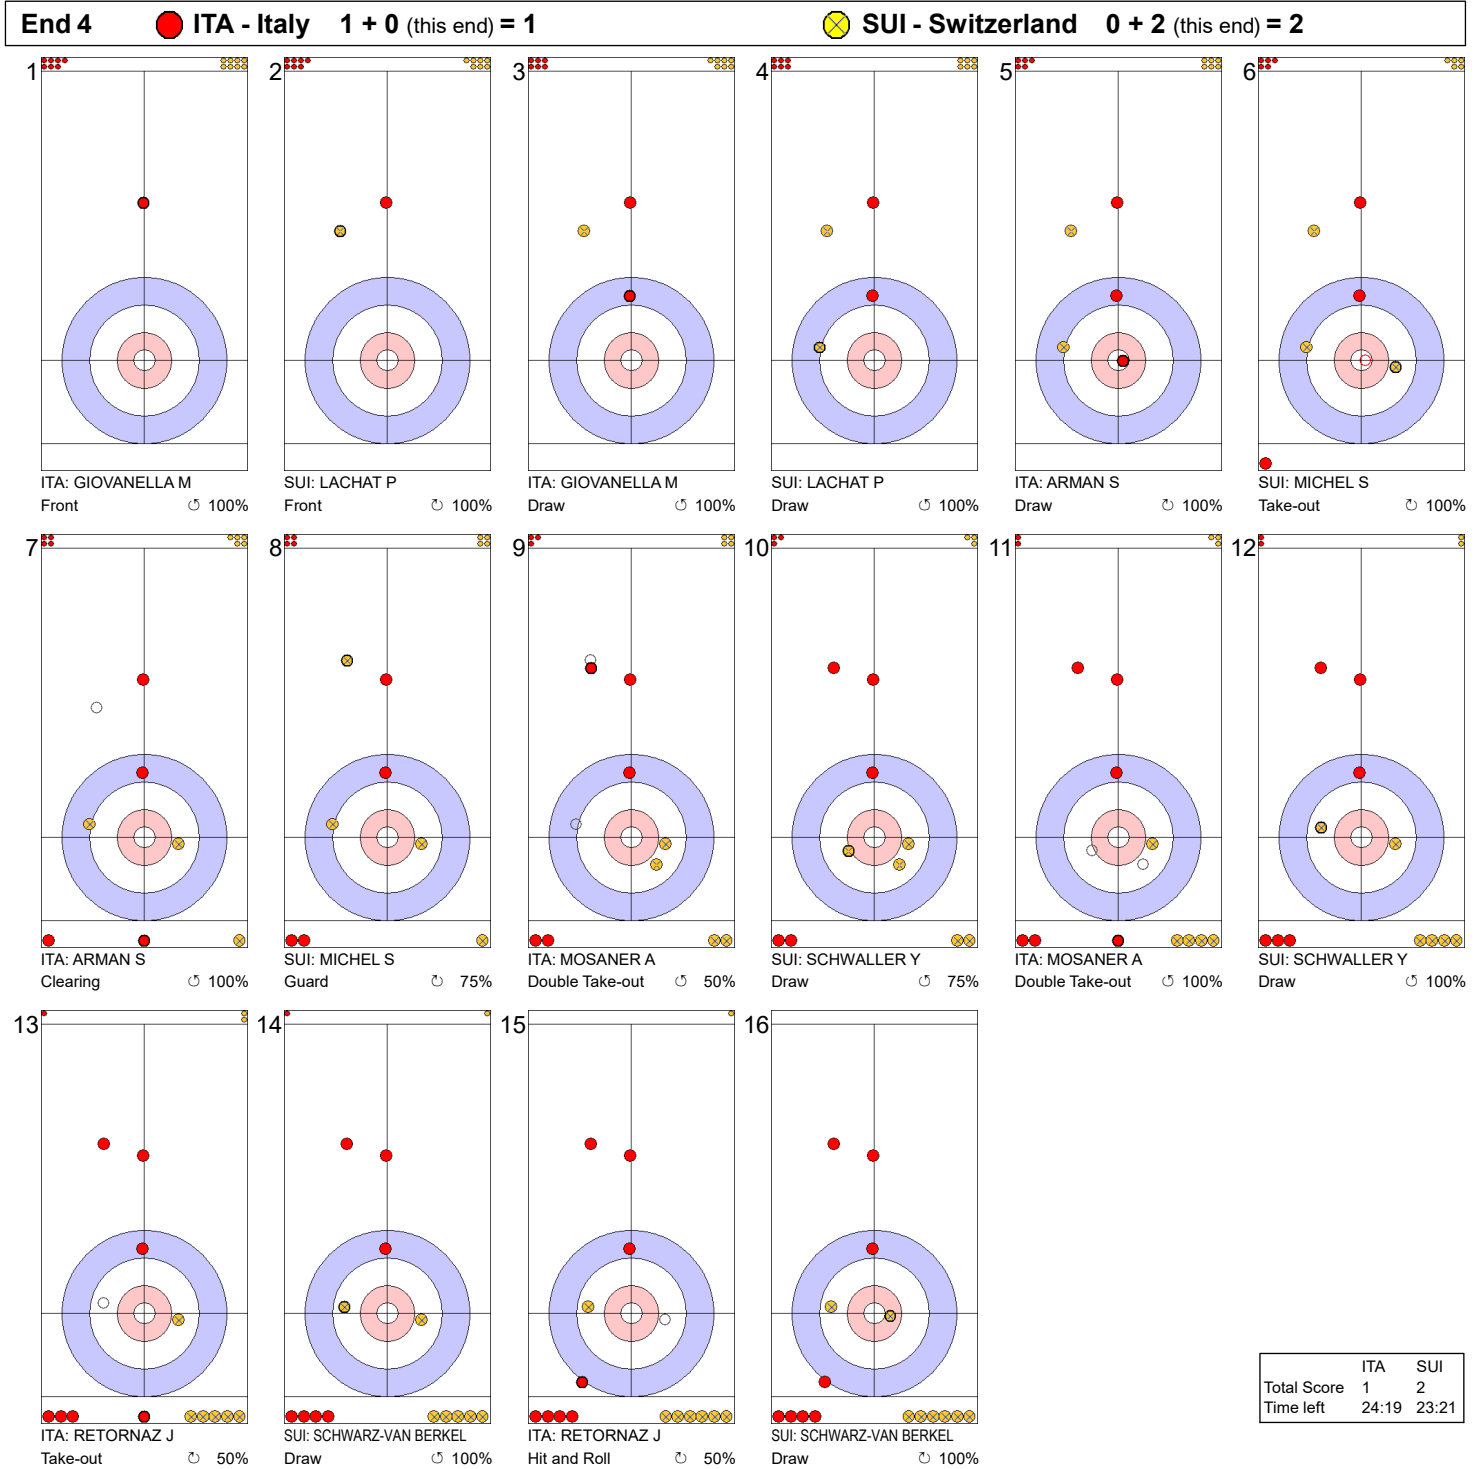 End 4 ITA - Italy 1 + 0 (this end) = 1 SUI - Switzerland 0 + 2 (this end) = 2
1 2 3 4 5 6
ITA: GIOVANELLA M SUI: LACHAT P ITA: GIOVANELLA M SUI: LACHAT P ITA: ARMAN S SUI: MICHEL S
Front ↺ 100% Front ↻ 100% Draw ↺ 100% Draw ↺ 100% Draw ↺ 100% Take-out ↻ 100%
7 8 9 10 11 12
ITA: ARMAN S SUI: MICHEL S ITA: MOSANER A SUI: SCHWALLER Y ITA: MOSANER A SUI: SCHWALLER Y
Clearing ↺ 100% Guard ↻ 75% Double Take-out ↺ 50% Draw ↺ 75% Double Take-out ↺ 100% Draw ↺ 100%
13 14 15 16
ITA: RETORNAZ J SUI: SCHWARZ-VAN BERKEL ITA: RETORNAZ J SUI: SCHWARZ-VAN BERKEL
Take-out ↻ 50% Draw ↻ 100% Hit and Roll ↻ 50% Draw ↻ 100%
ITA SUI
Total Score 1 2
Time left 24:19 23:21